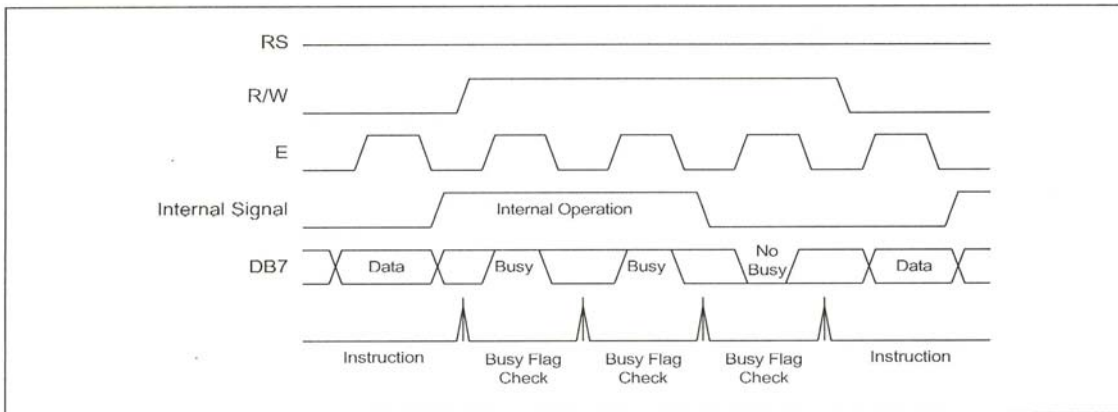 RS
R/W
E
Internal Signal
Internal Operation
DB7
Data
Busy
Busy
No
Busy
Data
Instruction
Busy Flag
Check
Busy Flag
Check
Busy Flag
Check
Instruction